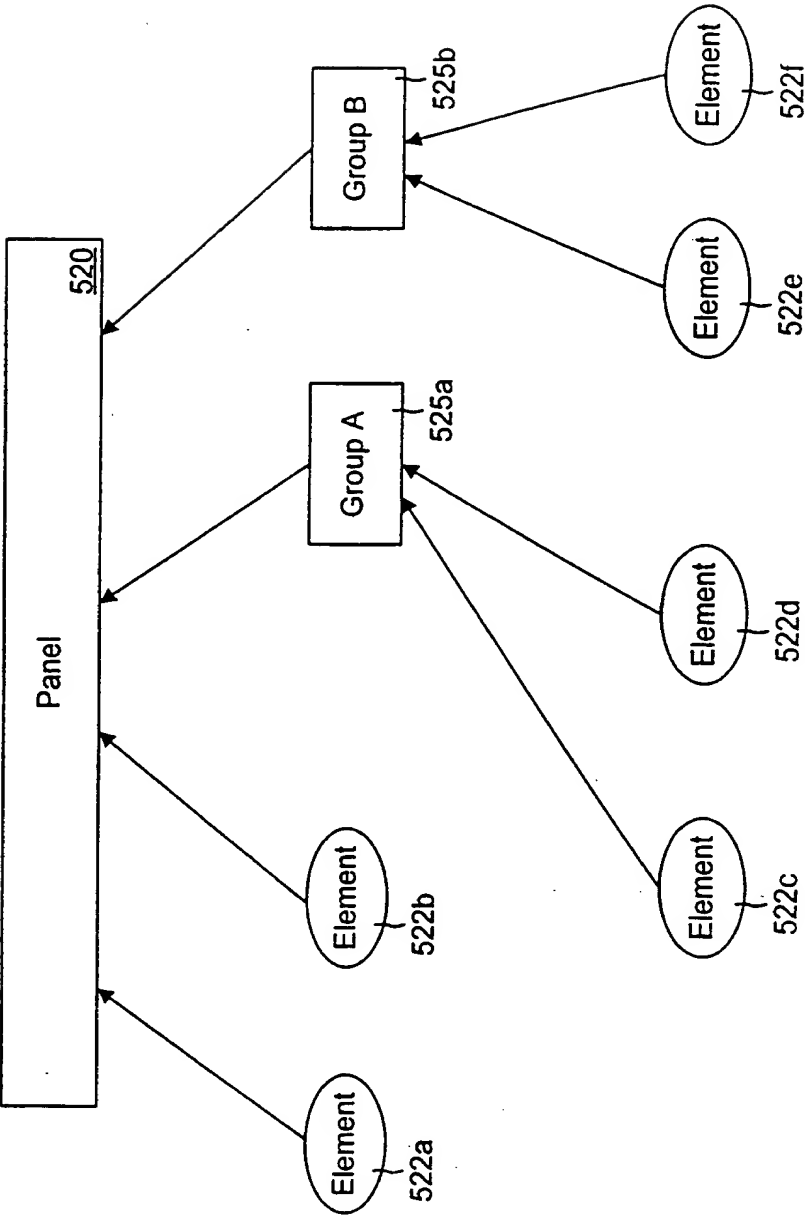 Panel
520
Element
522a
Element
522b
Group A
525a
Group B
525b
Element
522c
Element
522d
Element
522e
Element
522f